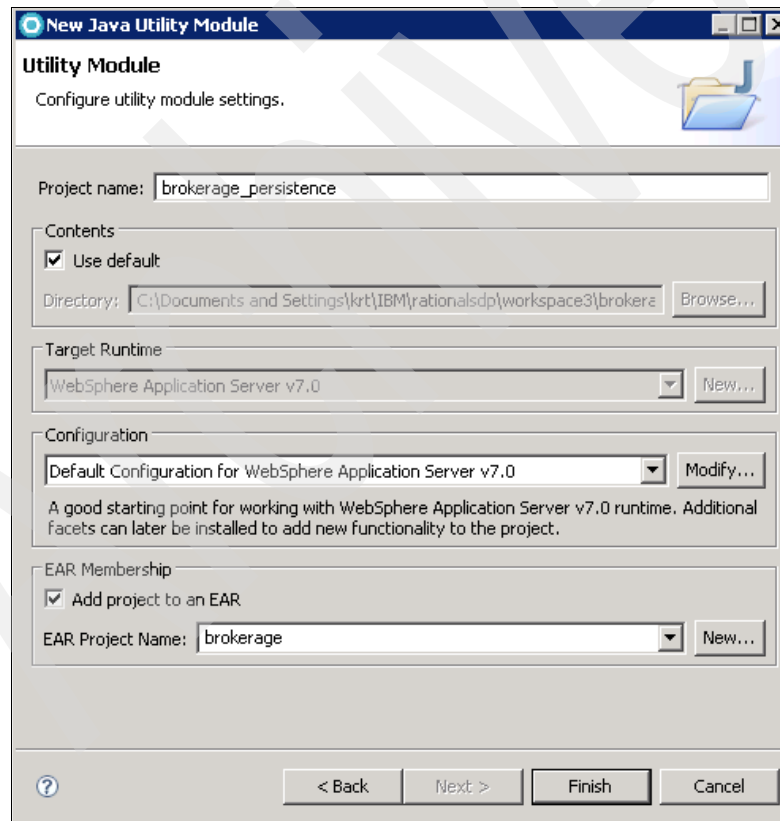 New Java Utility Module
Utility Module
Configure utility module settings.
Project name: brokerage_persistence
Contents
Use default
Directory: C:\Documents and Settings\krt\IBM\rationalsdp\workspace3\brokera Browse...
Target Runtime
WebSphere Application Server v7.0 New...
Configuration
Default Configuration for WebSphere Application Server v7.0 Modify...
A good starting point for working with WebSphere Application Server v7.0 runtime. Additional
facets can later be installed to add new functionality to the project.
EAR Membership
Add project to an EAR
EAR Project Name: brokerage New...
? < Back Next > Finish Cancel